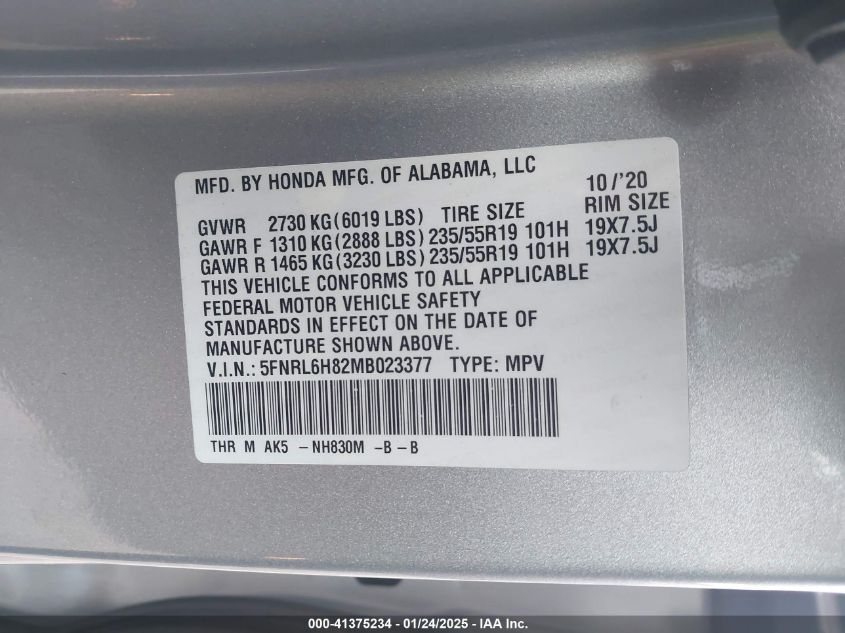 MFD. BY HONDA MFG. OF ALABAMA, LLC 10/'20
GVWR 2730 KG(6019 LBS) TIRE SIZE RIM SIZE
GAWR F 1310 KG(2888 LBS) 235/55R19 101H 19X7.5J
GAWR R 1465 KG(3230 LBS) 235/55R19 101H 19X7.5J
THIS VEHICLE CONFORMS TO ALL APPLICABLE
FEDERAL MOTOR VEHICLE SAFETY
STANDARDS IN EFFECT ON THE DATE OF
MANUFACTURE SHOWN ABOVE.
V.I.N.: 5FNRL6H82MB023377 TYPE: MPV
THR M AK5 -NH830M -B-B
000-41375234 - 01/24/2025 - IAA Inc.